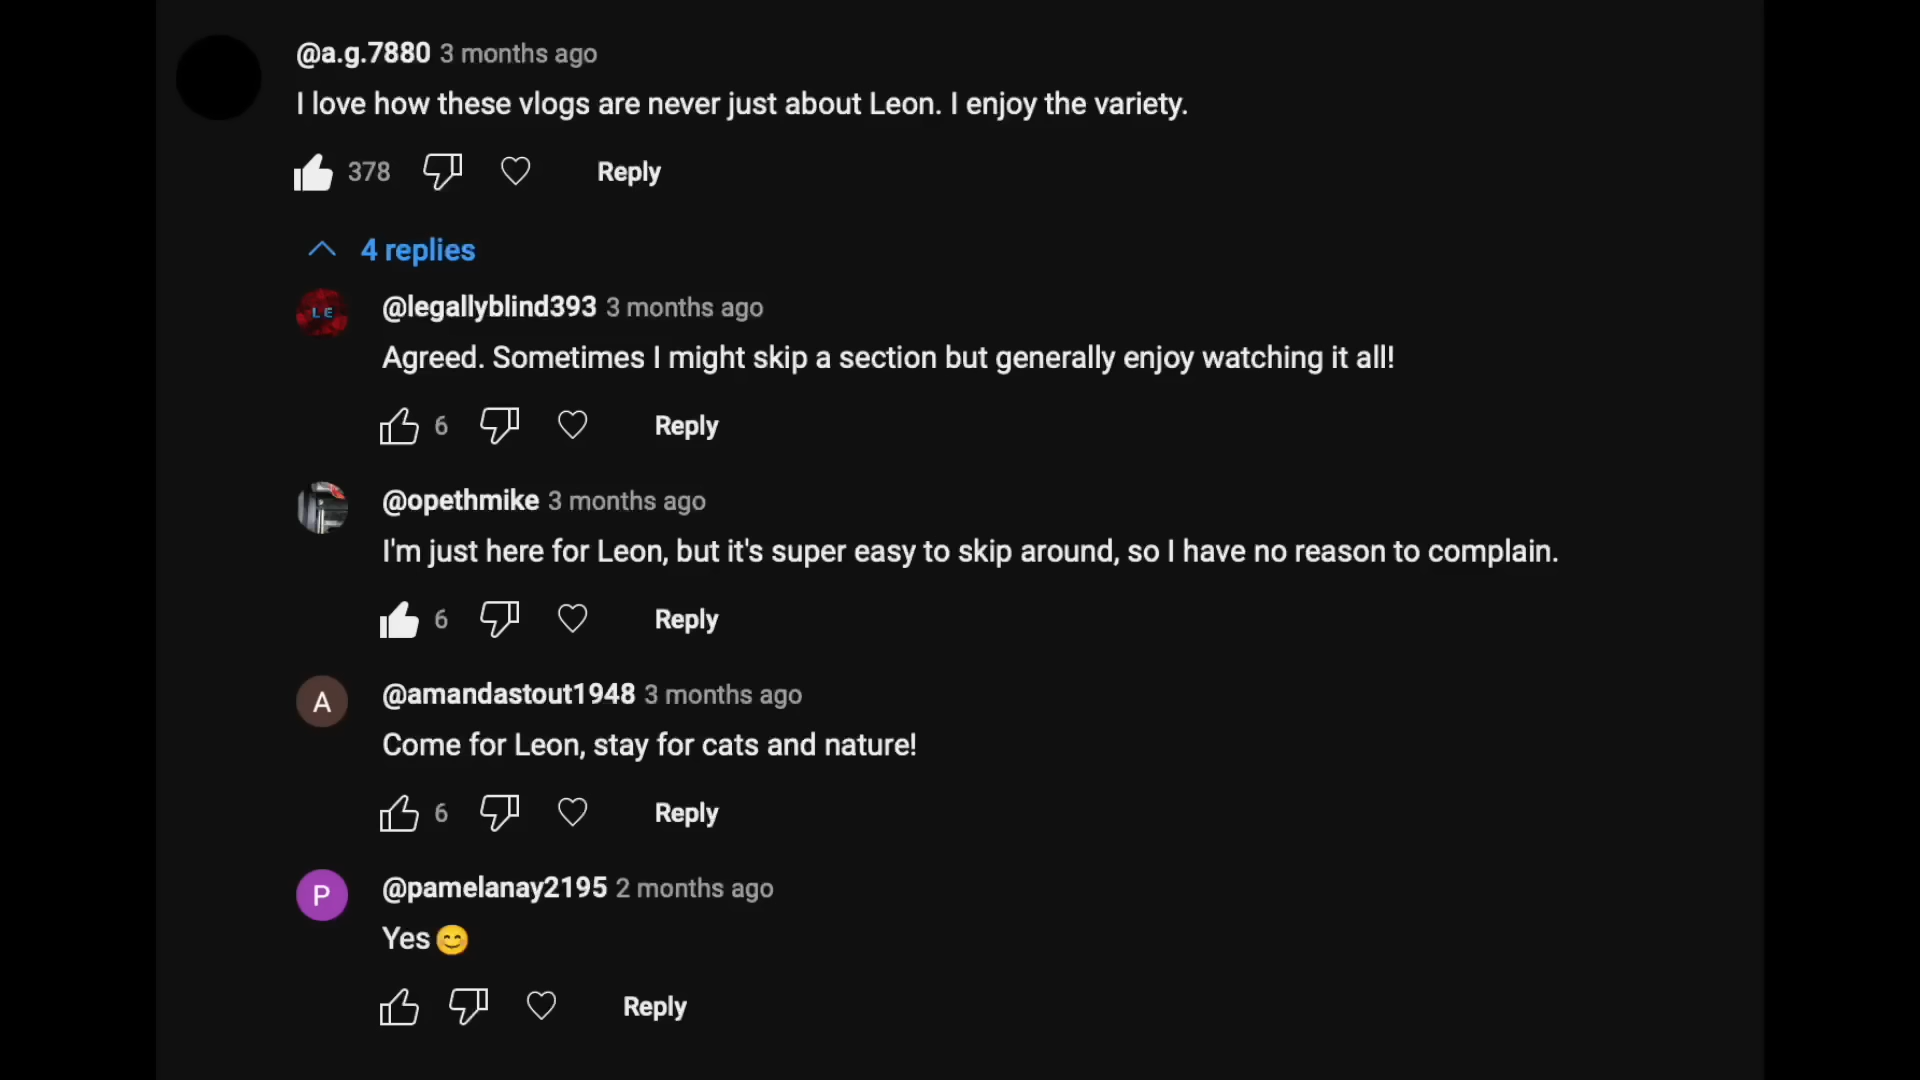 @a.g.7880 3 months ago
I love how these vlogs are never just about Leon. I enjoy the variety.
378 Reply
4 replies
LE
@legallyblind393 3 months ago
Agreed. Sometimes I might skip a section but generally enjoy watching it all!
6 Reply
@opethmike 3 months ago
I'm just here for Leon, but it's super easy to skip around, so I have no reason to complain.
6 Reply
A
@amandastout1948 3 months ago
Come for Leon, stay for cats and nature!
6 Reply
P
@pamelanay2195 2 months ago
Yes😊
Reply